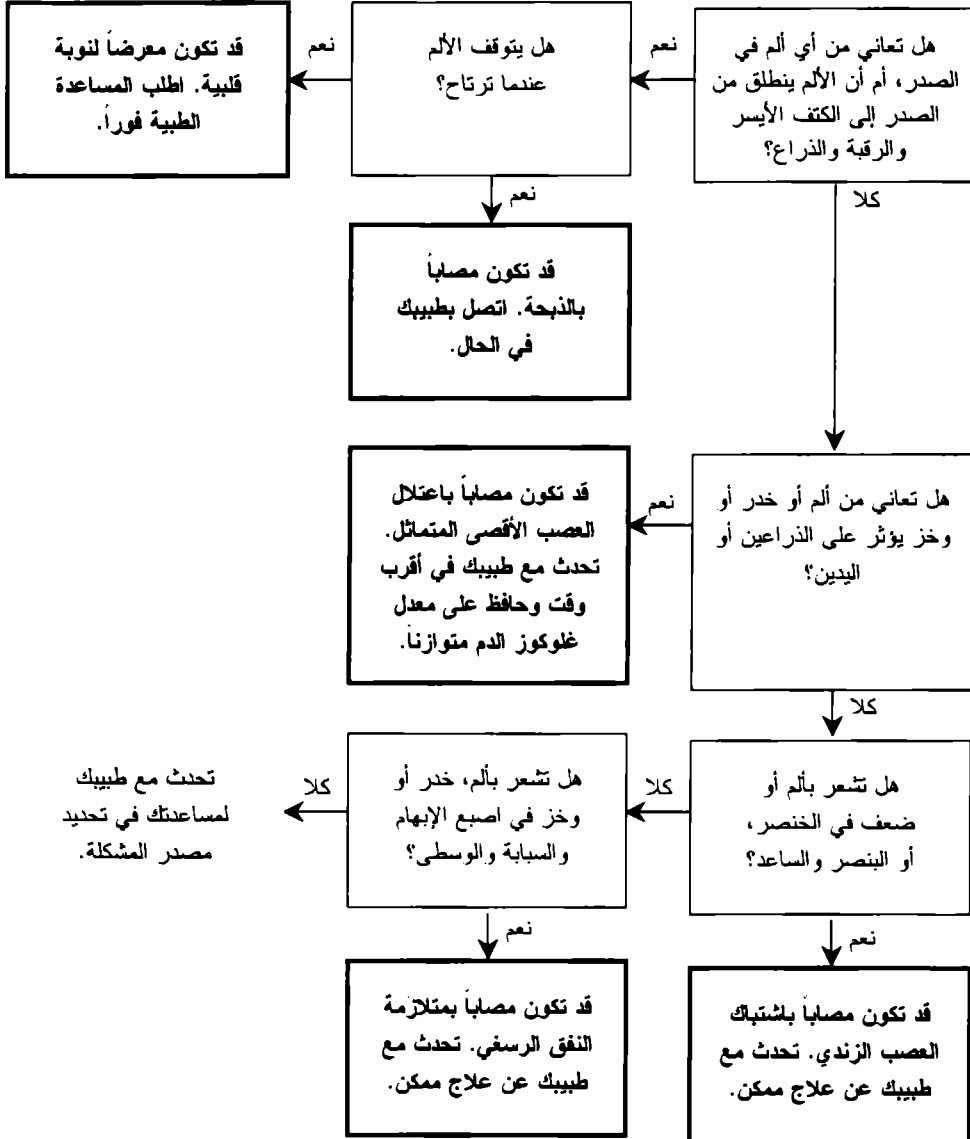 هل تعاني من أي ألم في
الصدر، أم أن الألم ينطلق من
الصدر إلى الكتف الأيسر
والرقبة والذراع؟
نعم
هل يتوقف الألم
عندما ترتاح؟
نعم
قد تكون معرضاً لنوبة
قلبية. اطلب المساعدة
الطبية فوراً.
كلا
نعم
قد تكون مصاباً
بالذبحة. اتصل بطبيبك
في الحال.
هل تعاني من ألم أو خدر أو
وخز يؤثر على الذراعين أو
اليدين؟
نعم
قد تكون مصاباً باعتلال
العصب الأقصى المتماثل.
تحدث مع طبيبك في أقرب
وقت وحافظ على معدل
غلوكوز الدم متوازناً.
كلا
هل تشعر بألم أو
ضعف في الخنصر،
أو البنصر والساعد؟
كلا
هل تشعر بألم، خدر أو
وخز في اصبع الإبهام
والسبابة والوسطى؟
كلا
تحدث مع طبيبك
لمساعدتك في تحديد
مصدر المشكلة.
نعم
نعم
قد تكون مصاباً باشتباك
العصب الزندي. تحدث مع
طبيبك عن علاج ممكن.
قد تكون مصاباً بمتلازمة
النفق الرسغي. تحدث مع
طبيبك عن علاج ممكن.